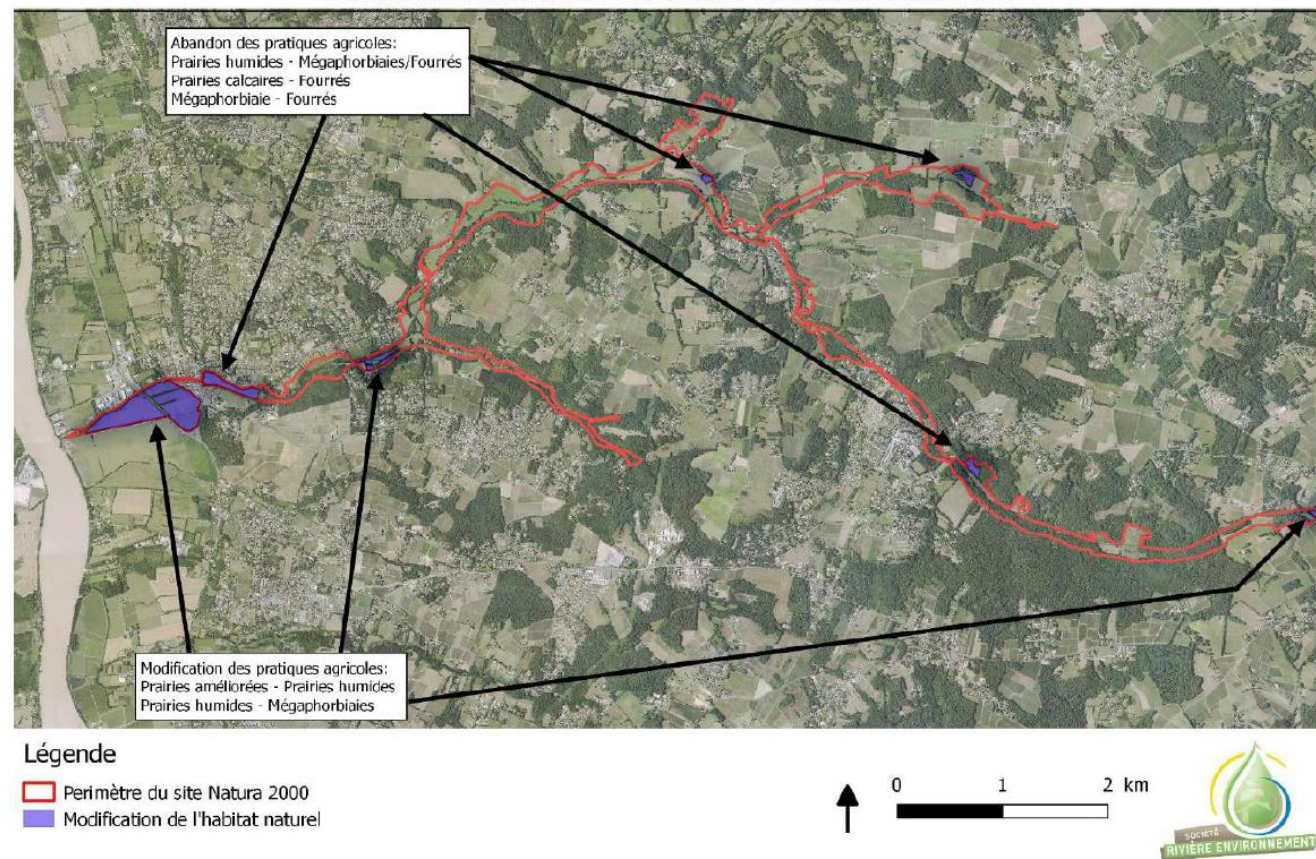 Abandon des pratiques agricoles:
Prairies humides - Mégaphorbiaies/Fourrés
Prairies calcaires - Fourrés
Mégaphorbiaie - Fourrés
Modification des pratiques agricoles:
Prairies améliorées - Prairies humides
Prairies humides - Mégaphorbiaies
Légende
Perimètre du site Natura 2000
Modification de l'habitat naturel
0 1 2 km
SOCIÉTÉ
RIVIÈRE ENVIRONNEMENT